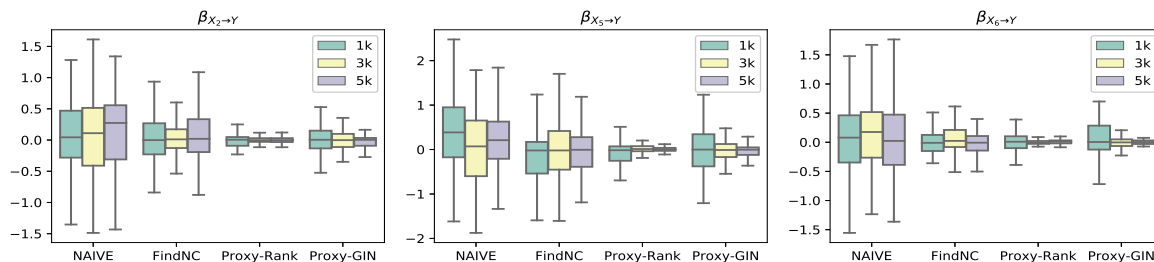 β_{X_2→Y}
1.5
1.0
0.5
0.0
−0.5
−1.0
−1.5
1k
3k
5k
NAIVE FindNC Proxy-Rank Proxy-GIN
β_{X_5→Y}
2
1
0
−1
−2
1k
3k
5k
NAIVE FindNC Proxy-Rank Proxy-GIN
β_{X_6→Y}
1.5
1.0
0.5
0.0
−0.5
−1.0
−1.5
1k
3k
5k
NAIVE FindNC Proxy-Rank Proxy-GIN